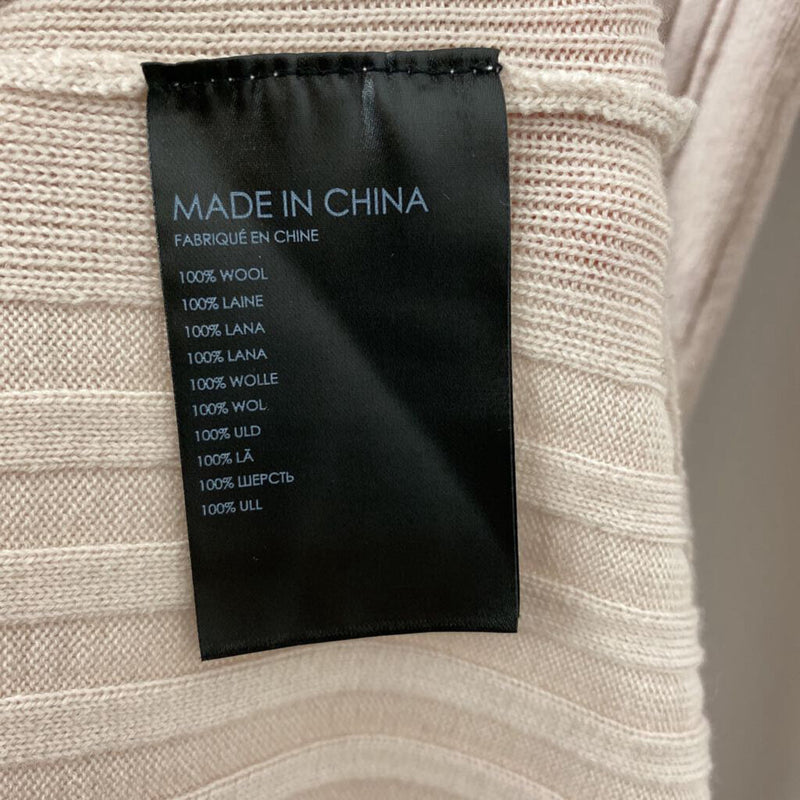 MADE IN CHINA
FABRIQUÉ EN CHINE
100% WOOL
100% LAINE
100% LANA
100% LANA
100% WOLLE
100% WOL
100% ULD
100% LÃ
100% ШЕРСТЬ
100% ULL